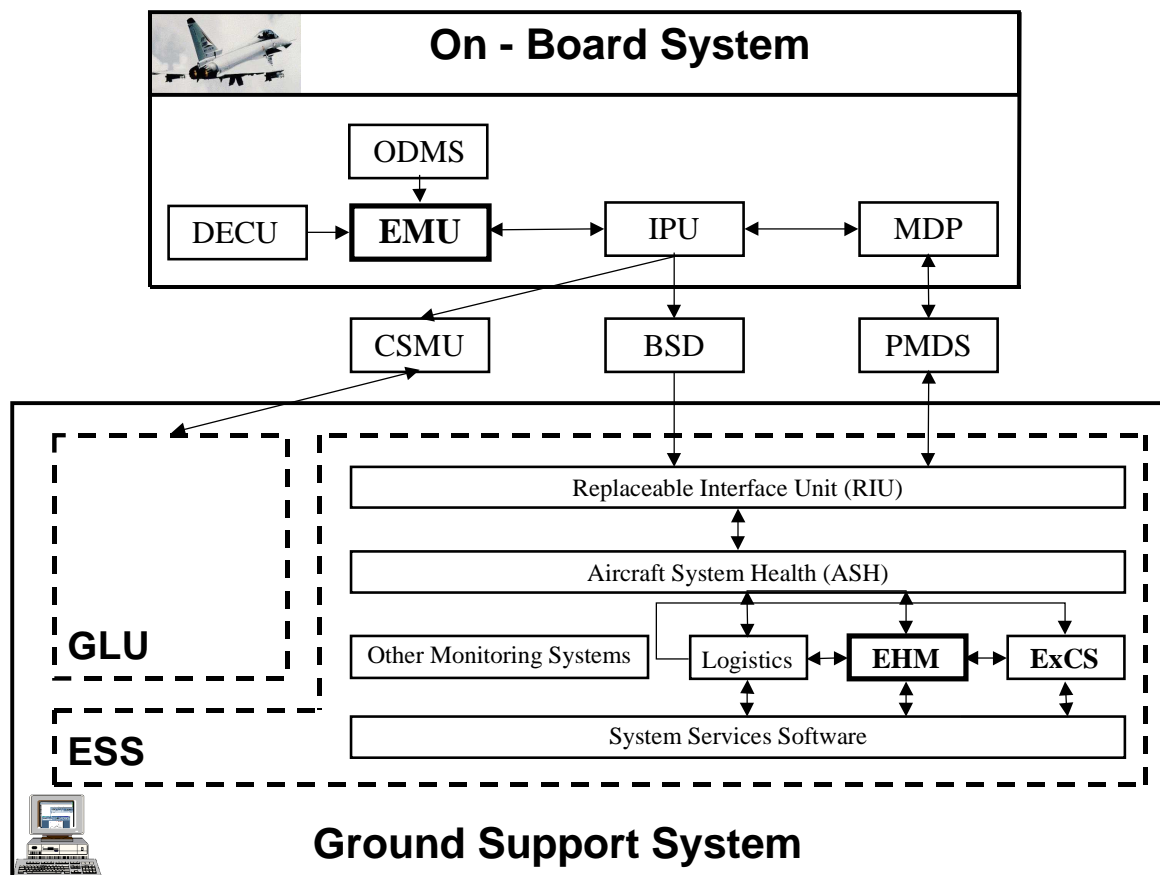 On - Board System
ODMS
DECU
EMU
IPU
MDP
CSMU
BSD
PMDS
Replaceable Interface Unit (RIU)
Aircraft System Health (ASH)
GLU
Other Monitoring Systems
Logistics
EHM
ExCS
ESS
System Services Software
Ground Support System